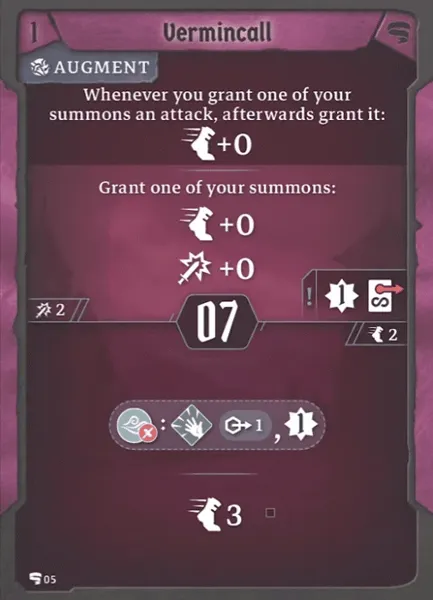 1 Vermincall
AUGMENT
Whenever you grant one of your
summons an attack, afterwards grant it:
+0
Grant one of your summons:
+0
+0
! 1 S
2
07
2
: 1 , 1
3
05